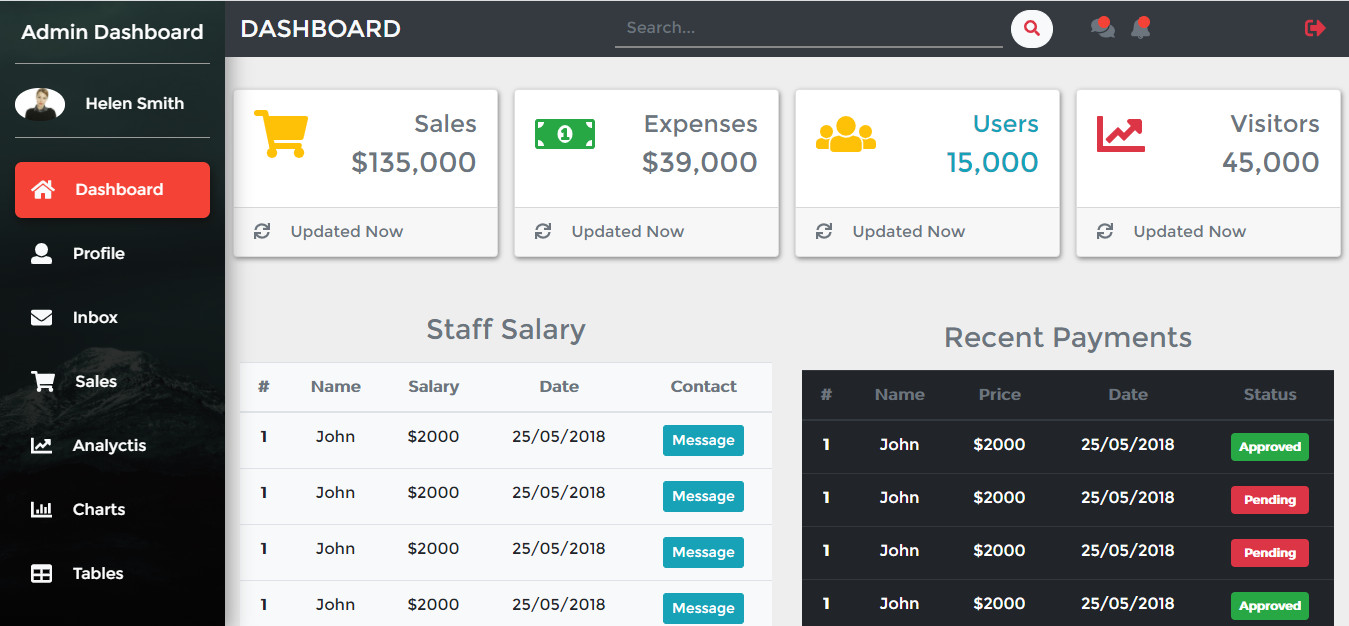 Admin Dashboard
Helen Smith
Dashboard
Profile
Inbox
Sales
Analyctis
Charts
Tables
DASHBOARD
Search...
Sales
$135,000
Updated Now
Expenses
$39,000
Updated Now
Users
15,000
Updated Now
Visitors
45,000
Updated Now
Staff Salary
# Name Salary Date Contact
1 John $2000 25/05/2018 Message
1 John $2000 25/05/2018 Message
1 John $2000 25/05/2018 Message
1 John $2000 25/05/2018 Message
Recent Payments
# Name Price Date Status
1 John $2000 25/05/2018 Approved
1 John $2000 25/05/2018 Pending
1 John $2000 25/05/2018 Pending
1 John $2000 25/05/2018 Approved